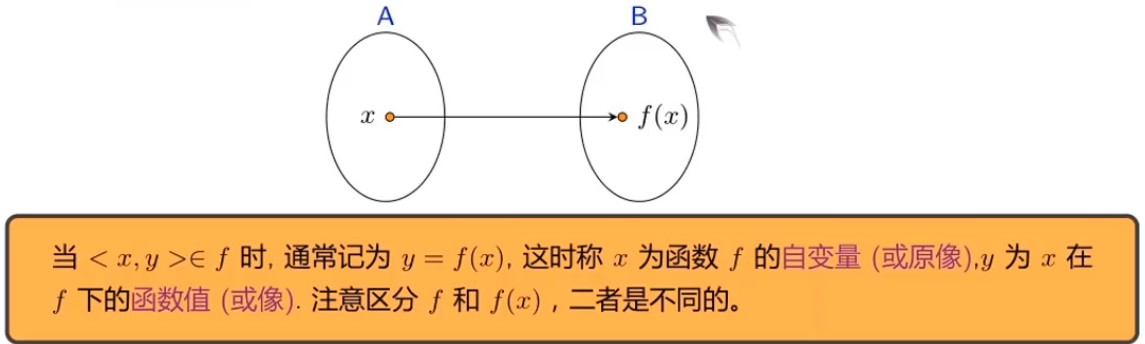 A B
x f(x)
当 < x, y >∈ f 时, 通常记为 y = f(x), 这时称 x 为函数 f 的自变量 (或原像),y 为 x 在
f 下的函数值 (或像). 注意区分 f 和 f(x) , 二者是不同的。